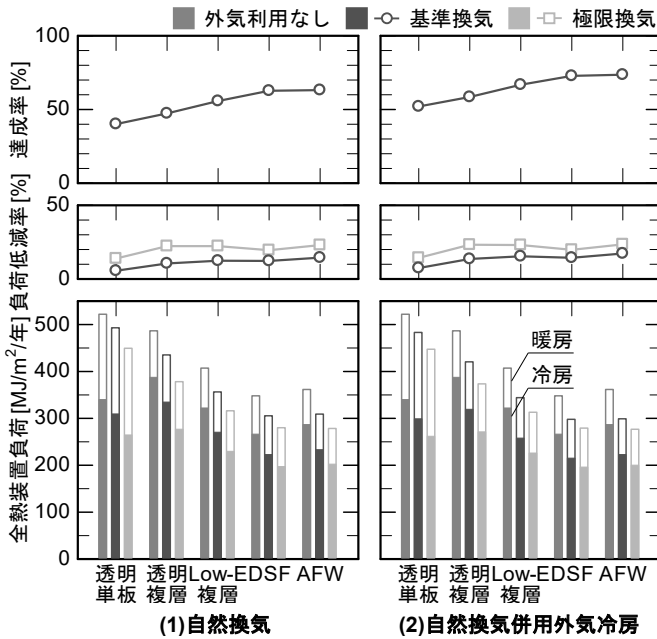 外気利用なし 基準換気 極限換気
達成率[%]
100
50
0
負荷低減率[%]
50
0
全熱装置負荷[MJ/m²/年]
500
400
300
200
100
0
暖房
冷房
透明単板 透明複層 Low-E複層 DSF AFW
透明単板 透明複層 Low-E複層 DSF AFW
(1)自然換気
(2)自然換気併用外気冷房